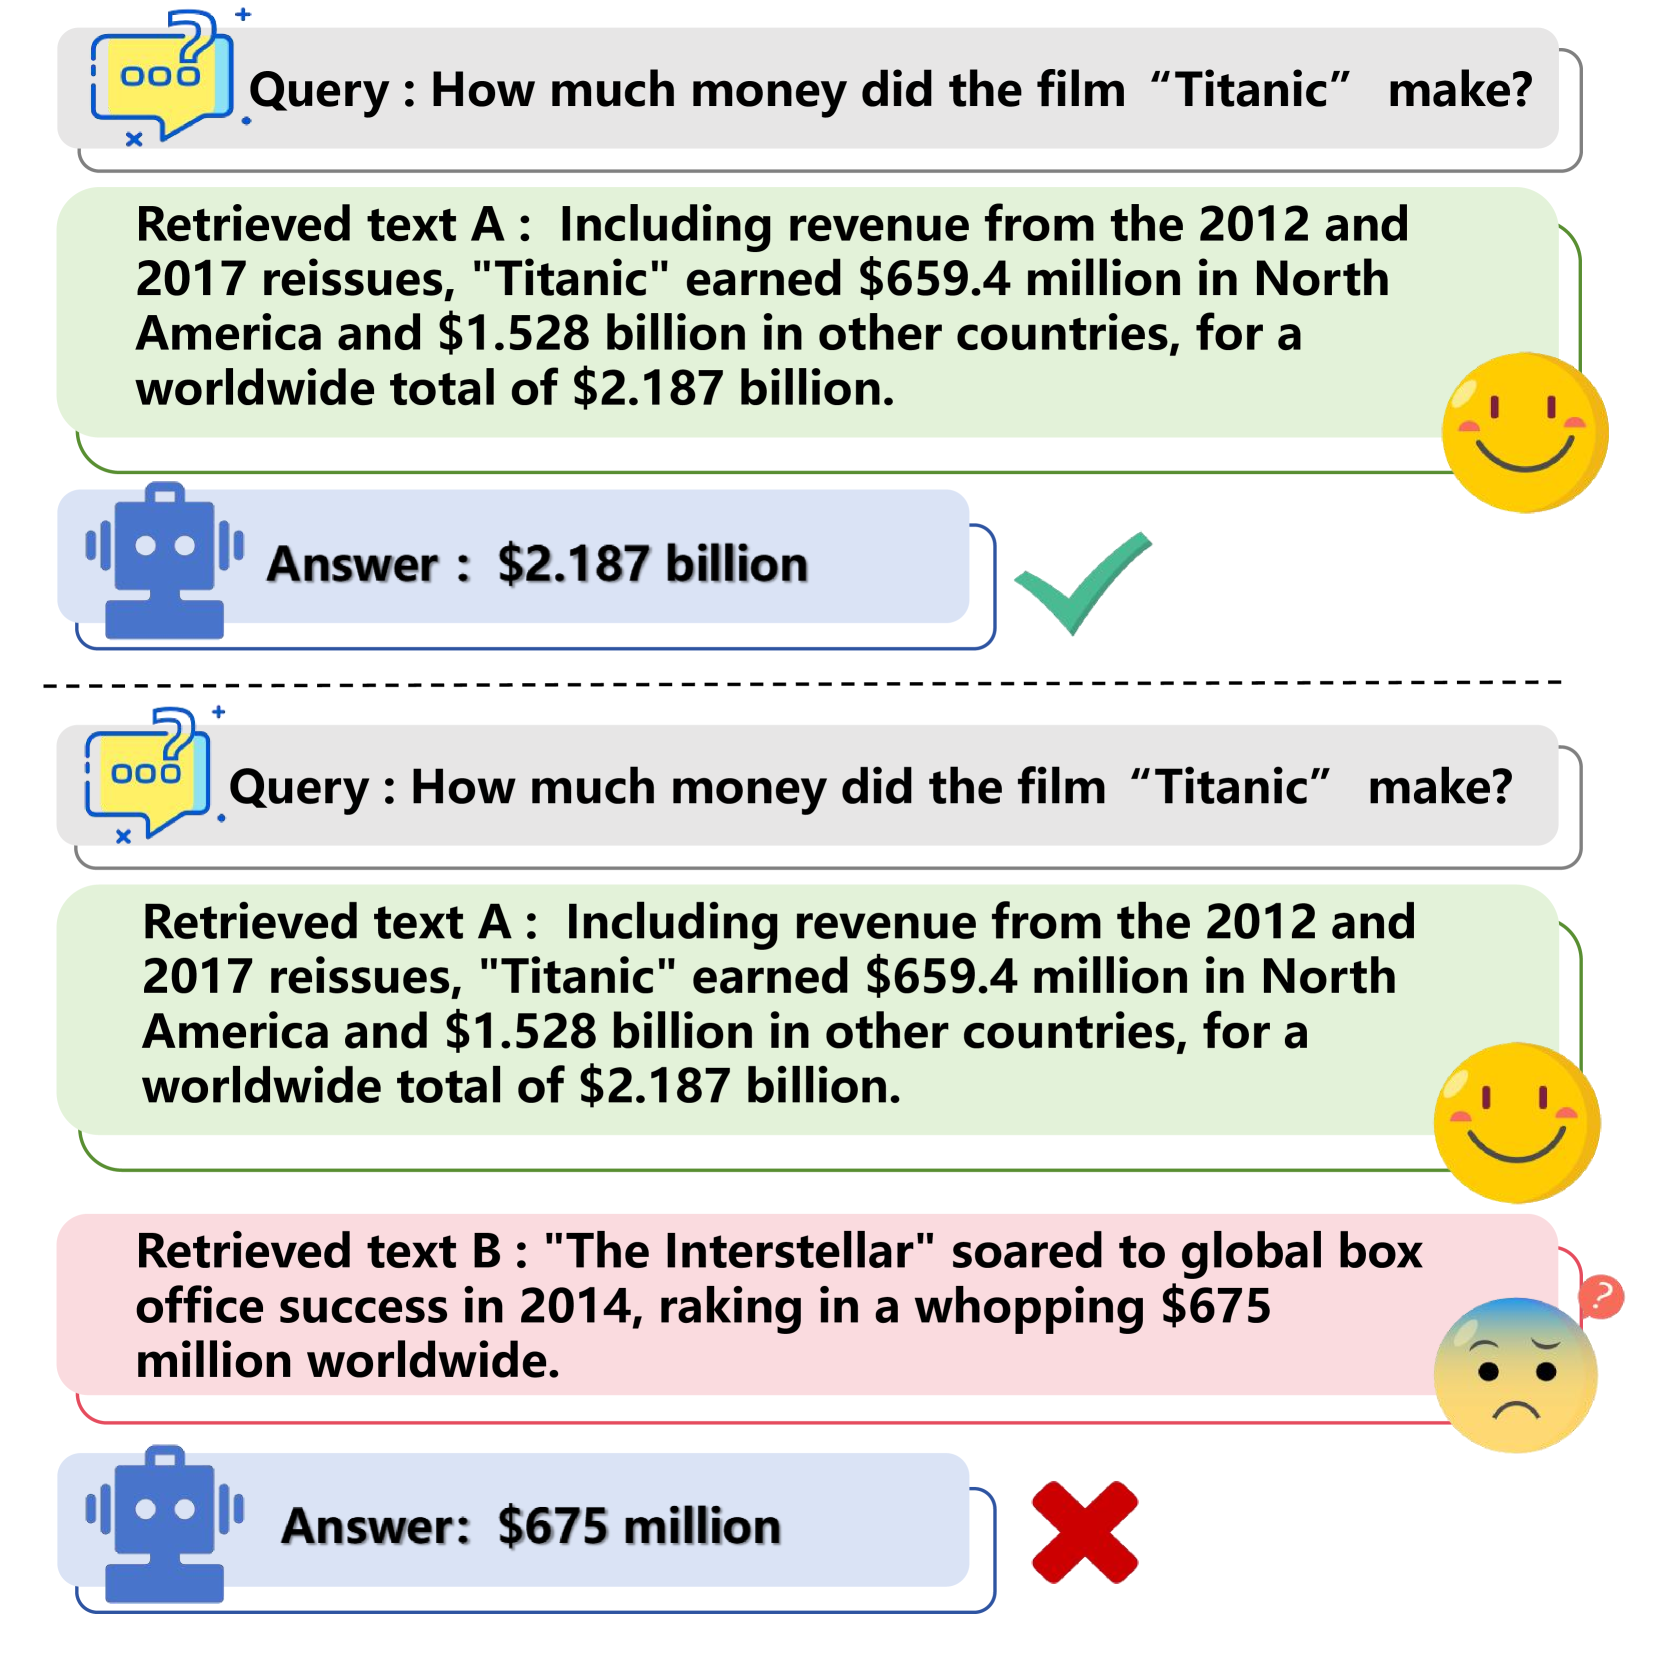 Query : How much money did the film “Titanic” make?
Retrieved text A : Including revenue from the 2012 and
2017 reissues, "Titanic" earned $659.4 million in North
America and $1.528 billion in other countries, for a
worldwide total of $2.187 billion.
Answer : $2.187 billion
Query : How much money did the film “Titanic” make?
Retrieved text A : Including revenue from the 2012 and
2017 reissues, "Titanic" earned $659.4 million in North
America and $1.528 billion in other countries, for a
worldwide total of $2.187 billion.
Retrieved text B : "The Interstellar" soared to global box
office success in 2014, raking in a whopping $675
million worldwide.
Answer: $675 million